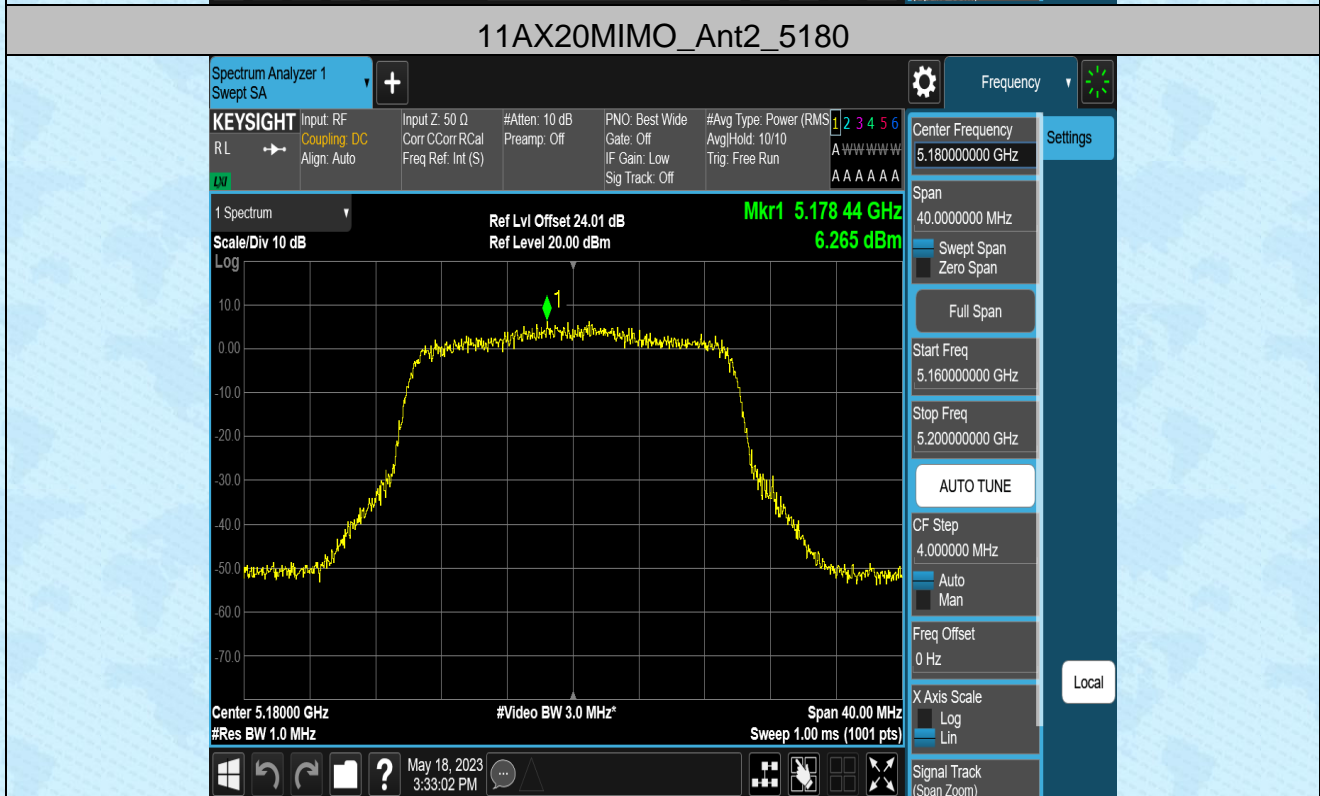 11AX20MIMO_Ant2_5180
Spectrum Analyzer 1
Swept SA
+
Frequency
KEYSIGHT
RL
LXI
Input: RF
Coupling: DC
Align: Auto
Input Z: 50 Ω
Corr CCorr RCal
Freq Ref: Int (S)
#Atten: 10 dB
Preamp: Off
PNO: Best Wide
Gate: Off
IF Gain: Low
Sig Track: Off
#Avg Type: Power (RMS
Avg|Hold: 10/10
Trig: Free Run
1 2 3 4 5 6
A W W W W W
A A A A A A
1 Spectrum
Scale/Div 10 dB
Log
Ref Lvl Offset 24.01 dB
Ref Level 20.00 dBm
Mkr1 5.178 44 GHz
6.265 dBm
1
10.0
0.00
-10.0
-20.0
-30.0
-40.0
-50.0
-60.0
-70.0
Center 5.18000 GHz
#Res BW 1.0 MHz
#Video BW 3.0 MHz*
Span 40.00 MHz
Sweep 1.00 ms (1001 pts)
Center Frequency
5.180000000 GHz
Settings
Span
40.0000000 MHz
Swept Span
Zero Span
Full Span
Start Freq
5.160000000 GHz
Stop Freq
5.200000000 GHz
AUTO TUNE
CF Step
4.000000 MHz
Auto
Man
Freq Offset
0 Hz
Local
X Axis Scale
Log
Lin
Signal Track
(Span Zoom)
?
May 18, 2023
3:33:02 PM